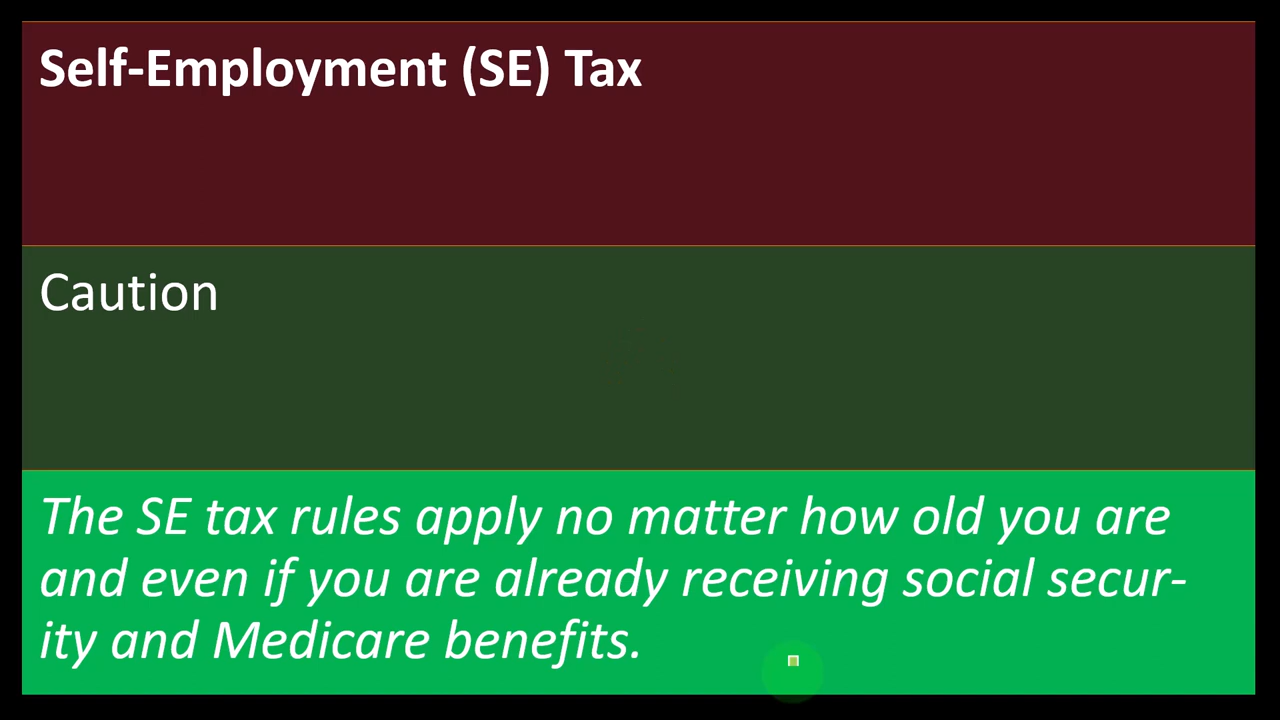 Self-Employment (SE) Tax
Caution
The SE tax rules apply no matter how old you are
and even if you are already receiving social secur-
ity and Medicare benefits.